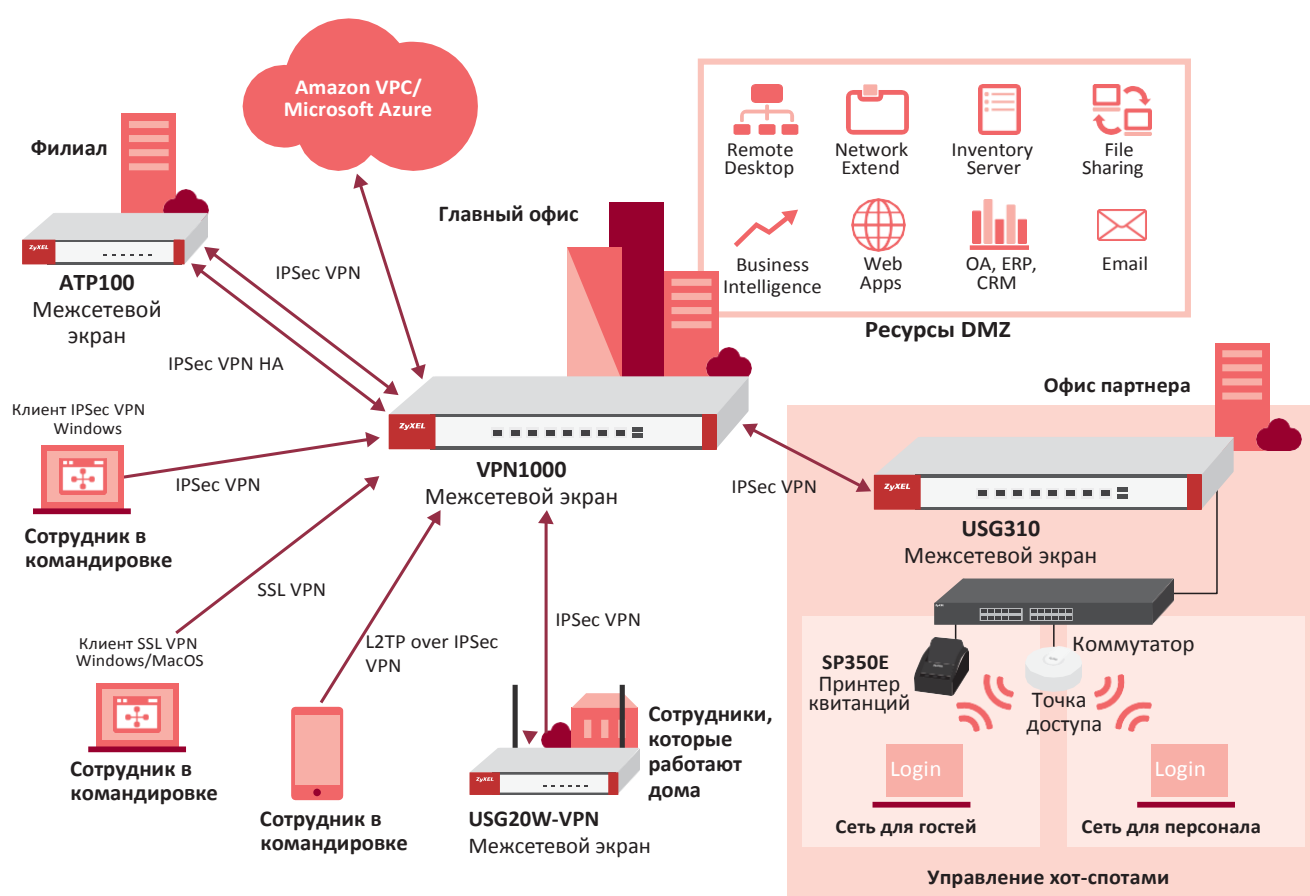 Amazon VPC/
Microsoft Azure
Филиал
ZyXEL
ATP100
Межсетевой
экран
IPSec VPN
IPSec VPN HA
Главный офис
Remote
Desktop
Network
Extend
Inventory
Server
File
Sharing
Business
Intelligence
Web
Apps
OA, ERP,
CRM
Email
Ресурсы DMZ
ZyXEL
VPN1000
Межсетевой экран
Клиент IPSec VPN
Windows
IPSec VPN
Сотрудник в
командировке
SSL VPN
Клиент SSL VPN
Windows/MacOS
Сотрудник в
командировке
L2TP over IPSec
VPN
Сотрудник в
командировке
IPSec VPN
Сотрудники,
которые
работают
дома
ZyXEL
USG20W-VPN
Межсетевой экран
IPSec VPN
Офис партнера
ZyXEL
USG310
Межсетевой экран
Коммутатор
SP350E
Принтер
квитанций
Точка
доступа
Login
Login
Сеть для гостей
Сеть для персонала
Управление хот-спотами